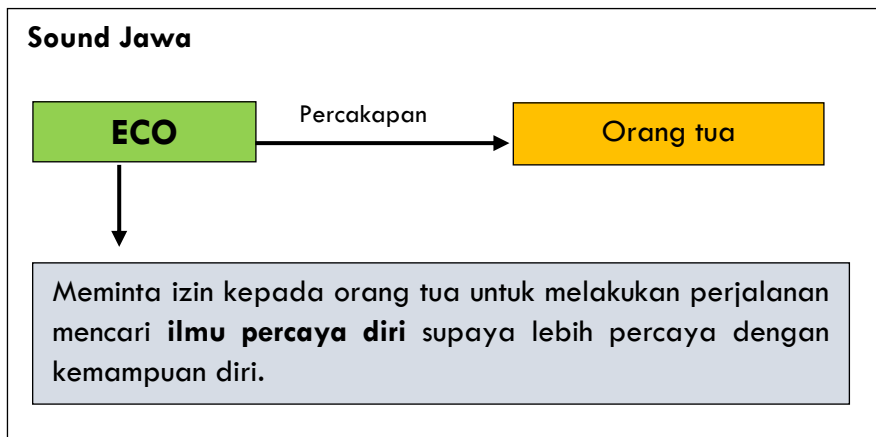 Sound Jawa
ECO
Percakapan
Orang tua
Meminta izin kepada orang tua untuk melakukan perjalanan
mencari ilmu percaya diri supaya lebih percaya dengan
kemampuan diri.